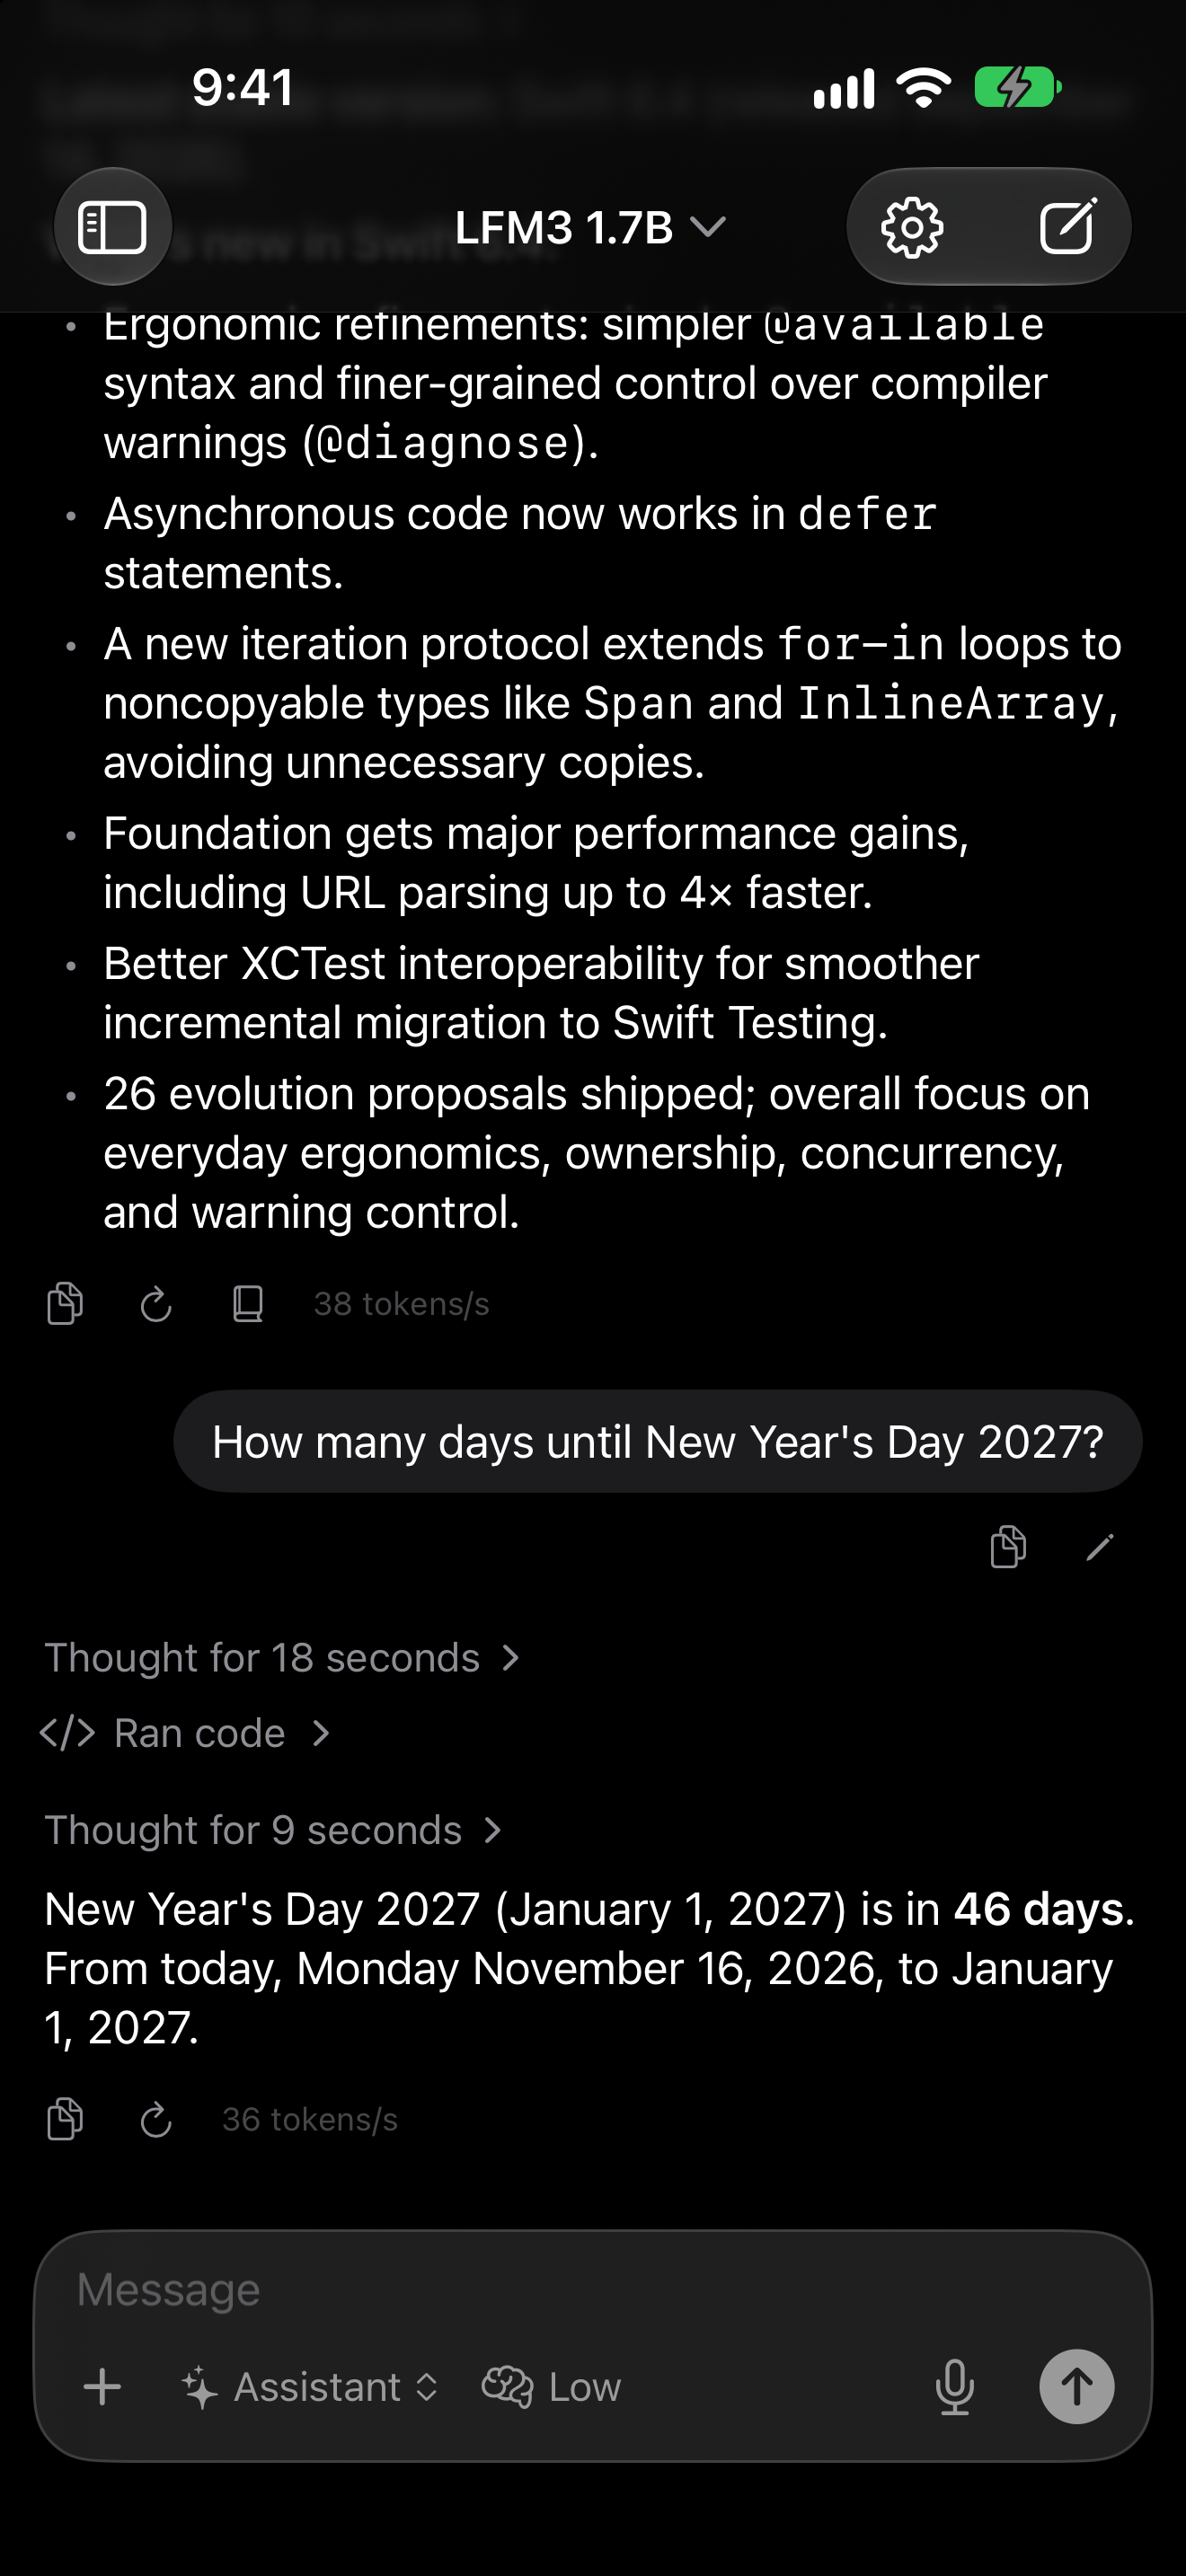 9:41
LFM3 1.7B
new in Swift
• Ergonomic refinements: simpler @available
syntax and finer-grained control over compiler
warnings (@diagnose).
• Asynchronous code now works in defer
statements.
• A new iteration protocol extends for-in loops to
noncopyable types like Span and InlineArray,
avoiding unnecessary copies.
• Foundation gets major performance gains,
including URL parsing up to 4× faster.
• Better XCTest interoperability for smoother
incremental migration to Swift Testing.
• 26 evolution proposals shipped; overall focus on
everyday ergonomics, ownership, concurrency,
and warning control.
38 tokens/s
How many days until New Year's Day 2027?
Thought for 18 seconds >
</> Ran code >
Thought for 9 seconds >
New Year's Day 2027 (January 1, 2027) is in 46 days.
From today, Monday November 16, 2026, to January
1, 2027.
36 tokens/s
Message
Assistant
Low